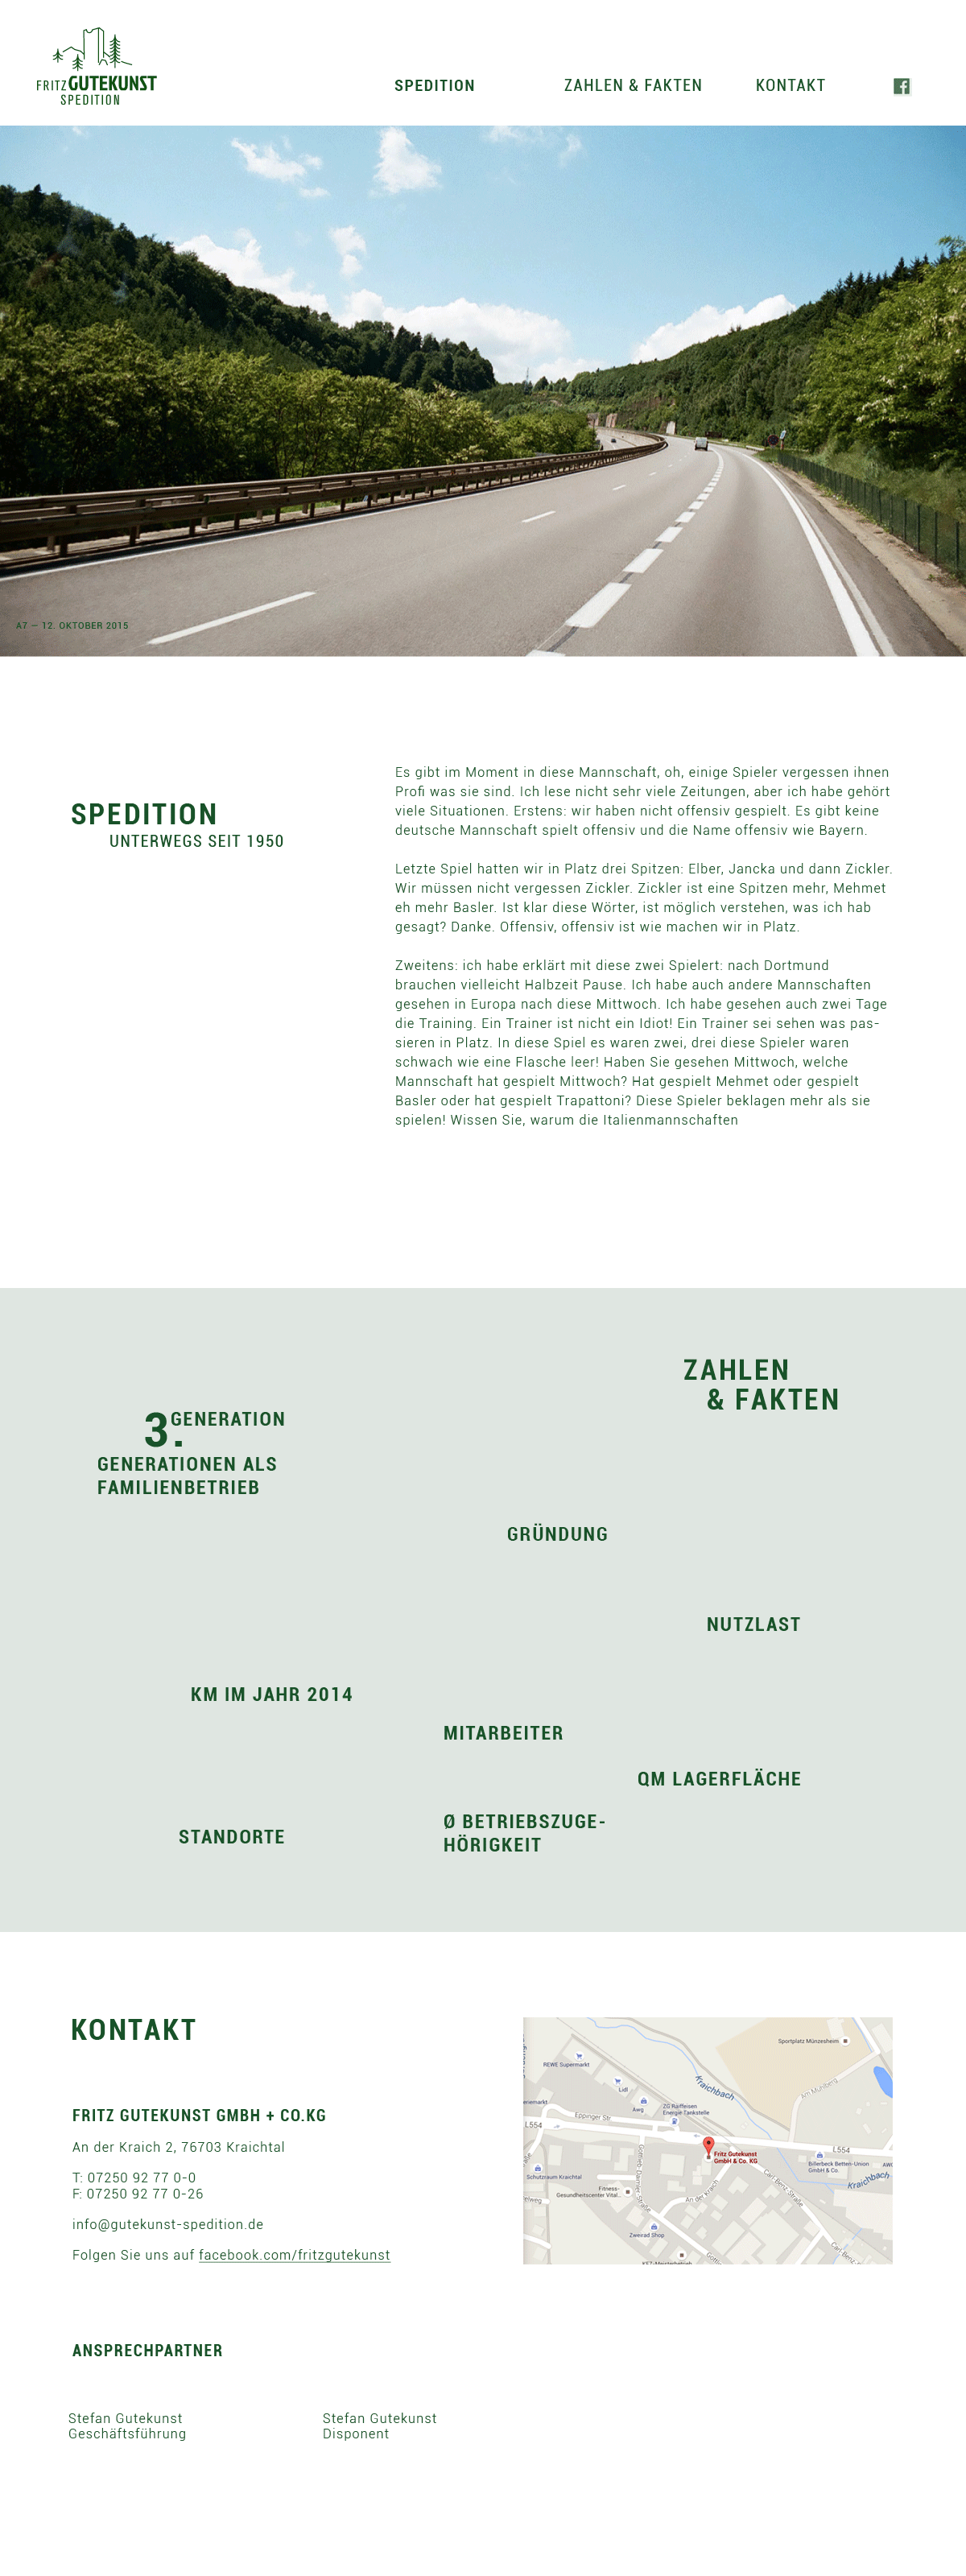 FRITZ GUTEKUNST
SPEDITION
SPEDITION
ZAHLEN & FAKTEN
KONTAKT
A7 — 12. OKTOBER 2015
SPEDITION
UNTERWEGS SEIT 1950
Es gibt im Moment in diese Mannschaft, oh, einige Spieler vergessen ihnen
Profi was sie sind. Ich lese nicht sehr viele Zeitungen, aber ich habe gehört
viele Situationen. Erstens: wir haben nicht offensiv gespielt. Es gibt keine
deutsche Mannschaft spielt offensiv und die Name offensiv wie Bayern.
Letzte Spiel hatten wir in Platz drei Spitzen: Elber, Jancka und dann Zickler.
Wir müssen nicht vergessen Zickler. Zickler ist eine Spitzen mehr, Mehmet
eh mehr Basler. Ist klar diese Wörter, ist möglich verstehen, was ich hab
gesagt? Danke. Offensiv, offensiv ist wie machen wir in Platz.
Zweitens: ich habe erklärt mit diese zwei Spielert: nach Dortmund
brauchen vielleicht Halbzeit Pause. Ich habe auch andere Mannschaften
gesehen in Europa nach diese Mittwoch. Ich habe gesehen auch zwei Tage
die Training. Ein Trainer ist nicht ein Idiot! Ein Trainer sei sehen was pas-
sieren in Platz. In diese Spiel es waren zwei, drei diese Spieler waren
schwach wie eine Flasche leer! Haben Sie gesehen Mittwoch, welche
Mannschaft hat gespielt Mittwoch? Hat gespielt Mehmet oder gespielt
Basler oder hat gespielt Trapattoni? Diese Spieler beklagen mehr als sie
spielen! Wissen Sie, warum die Italienmannschaften
ZAHLEN
& FAKTEN
3. GENERATION
GENERATIONEN ALS
FAMILIENBETRIEB
GRÜNDUNG
NUTZLAST
KM IM JAHR 2014
MITARBEITER
QM LAGERFLÄCHE
Ø BETRIEBSZUGE-
HÖRIGKEIT
STANDORTE
KONTAKT
FRITZ GUTEKUNST GMBH + CO.KG
An der Kraich 2, 76703 Kraichtal
T: 07250 92 77 0-0
F: 07250 92 77 0-26
info@gutekunst-spedition.de
Folgen Sie uns auf facebook.com/fritzgutekunst
Sportplatz Münzesheim
REWE Supermarkt
Lidl
Am Mühlberg
Kraichbach
Awg
ZG Raiffeisen
Energie Tankstelle
Eppinger Str.
L554
L554
Fritz Gutekunst
GmbH & Co. KG
Billerbeck Betten-Union
GmbH & Co.
Schutzraum Kraichtal
Gottlieb-Daimler-Straße
Carl-Benz-Straße
Kraichbach
Fitness-
Gesundheitscenter Vital..
An der Kraich
Zweirad Shop
ANSPRECHPARTNER
Stefan Gutekunst
Geschäftsführung
Stefan Gutekunst
Disponent